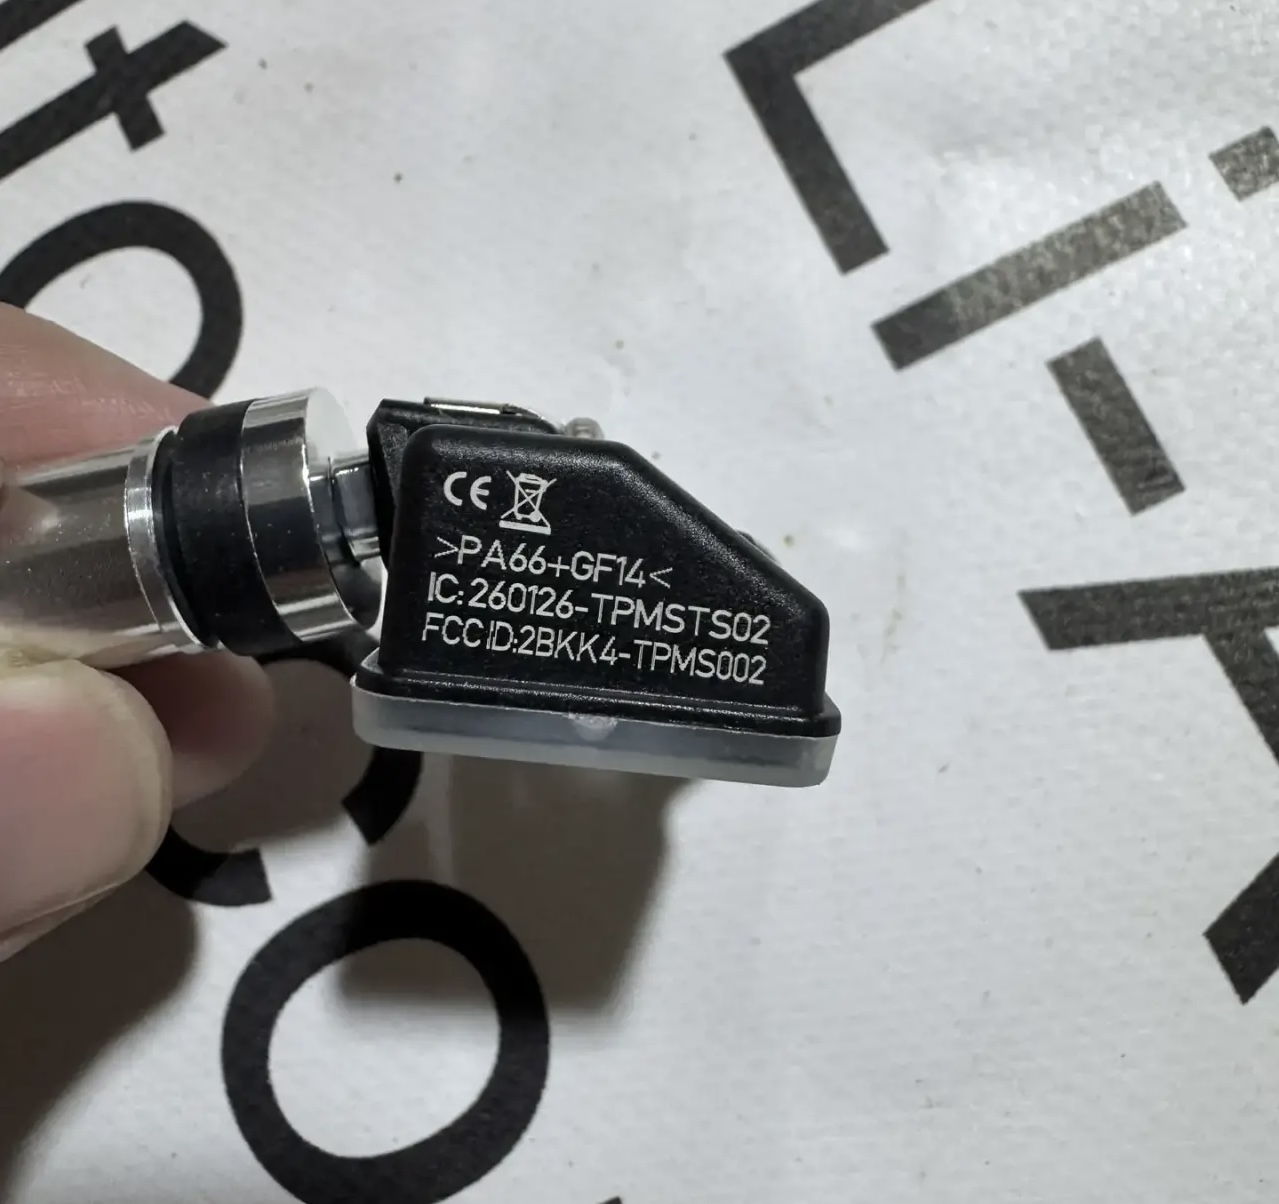 CE
>PA66+GF14<
IC: 260126-TPMSTS02
FCC ID:2BKK4-TPMS002